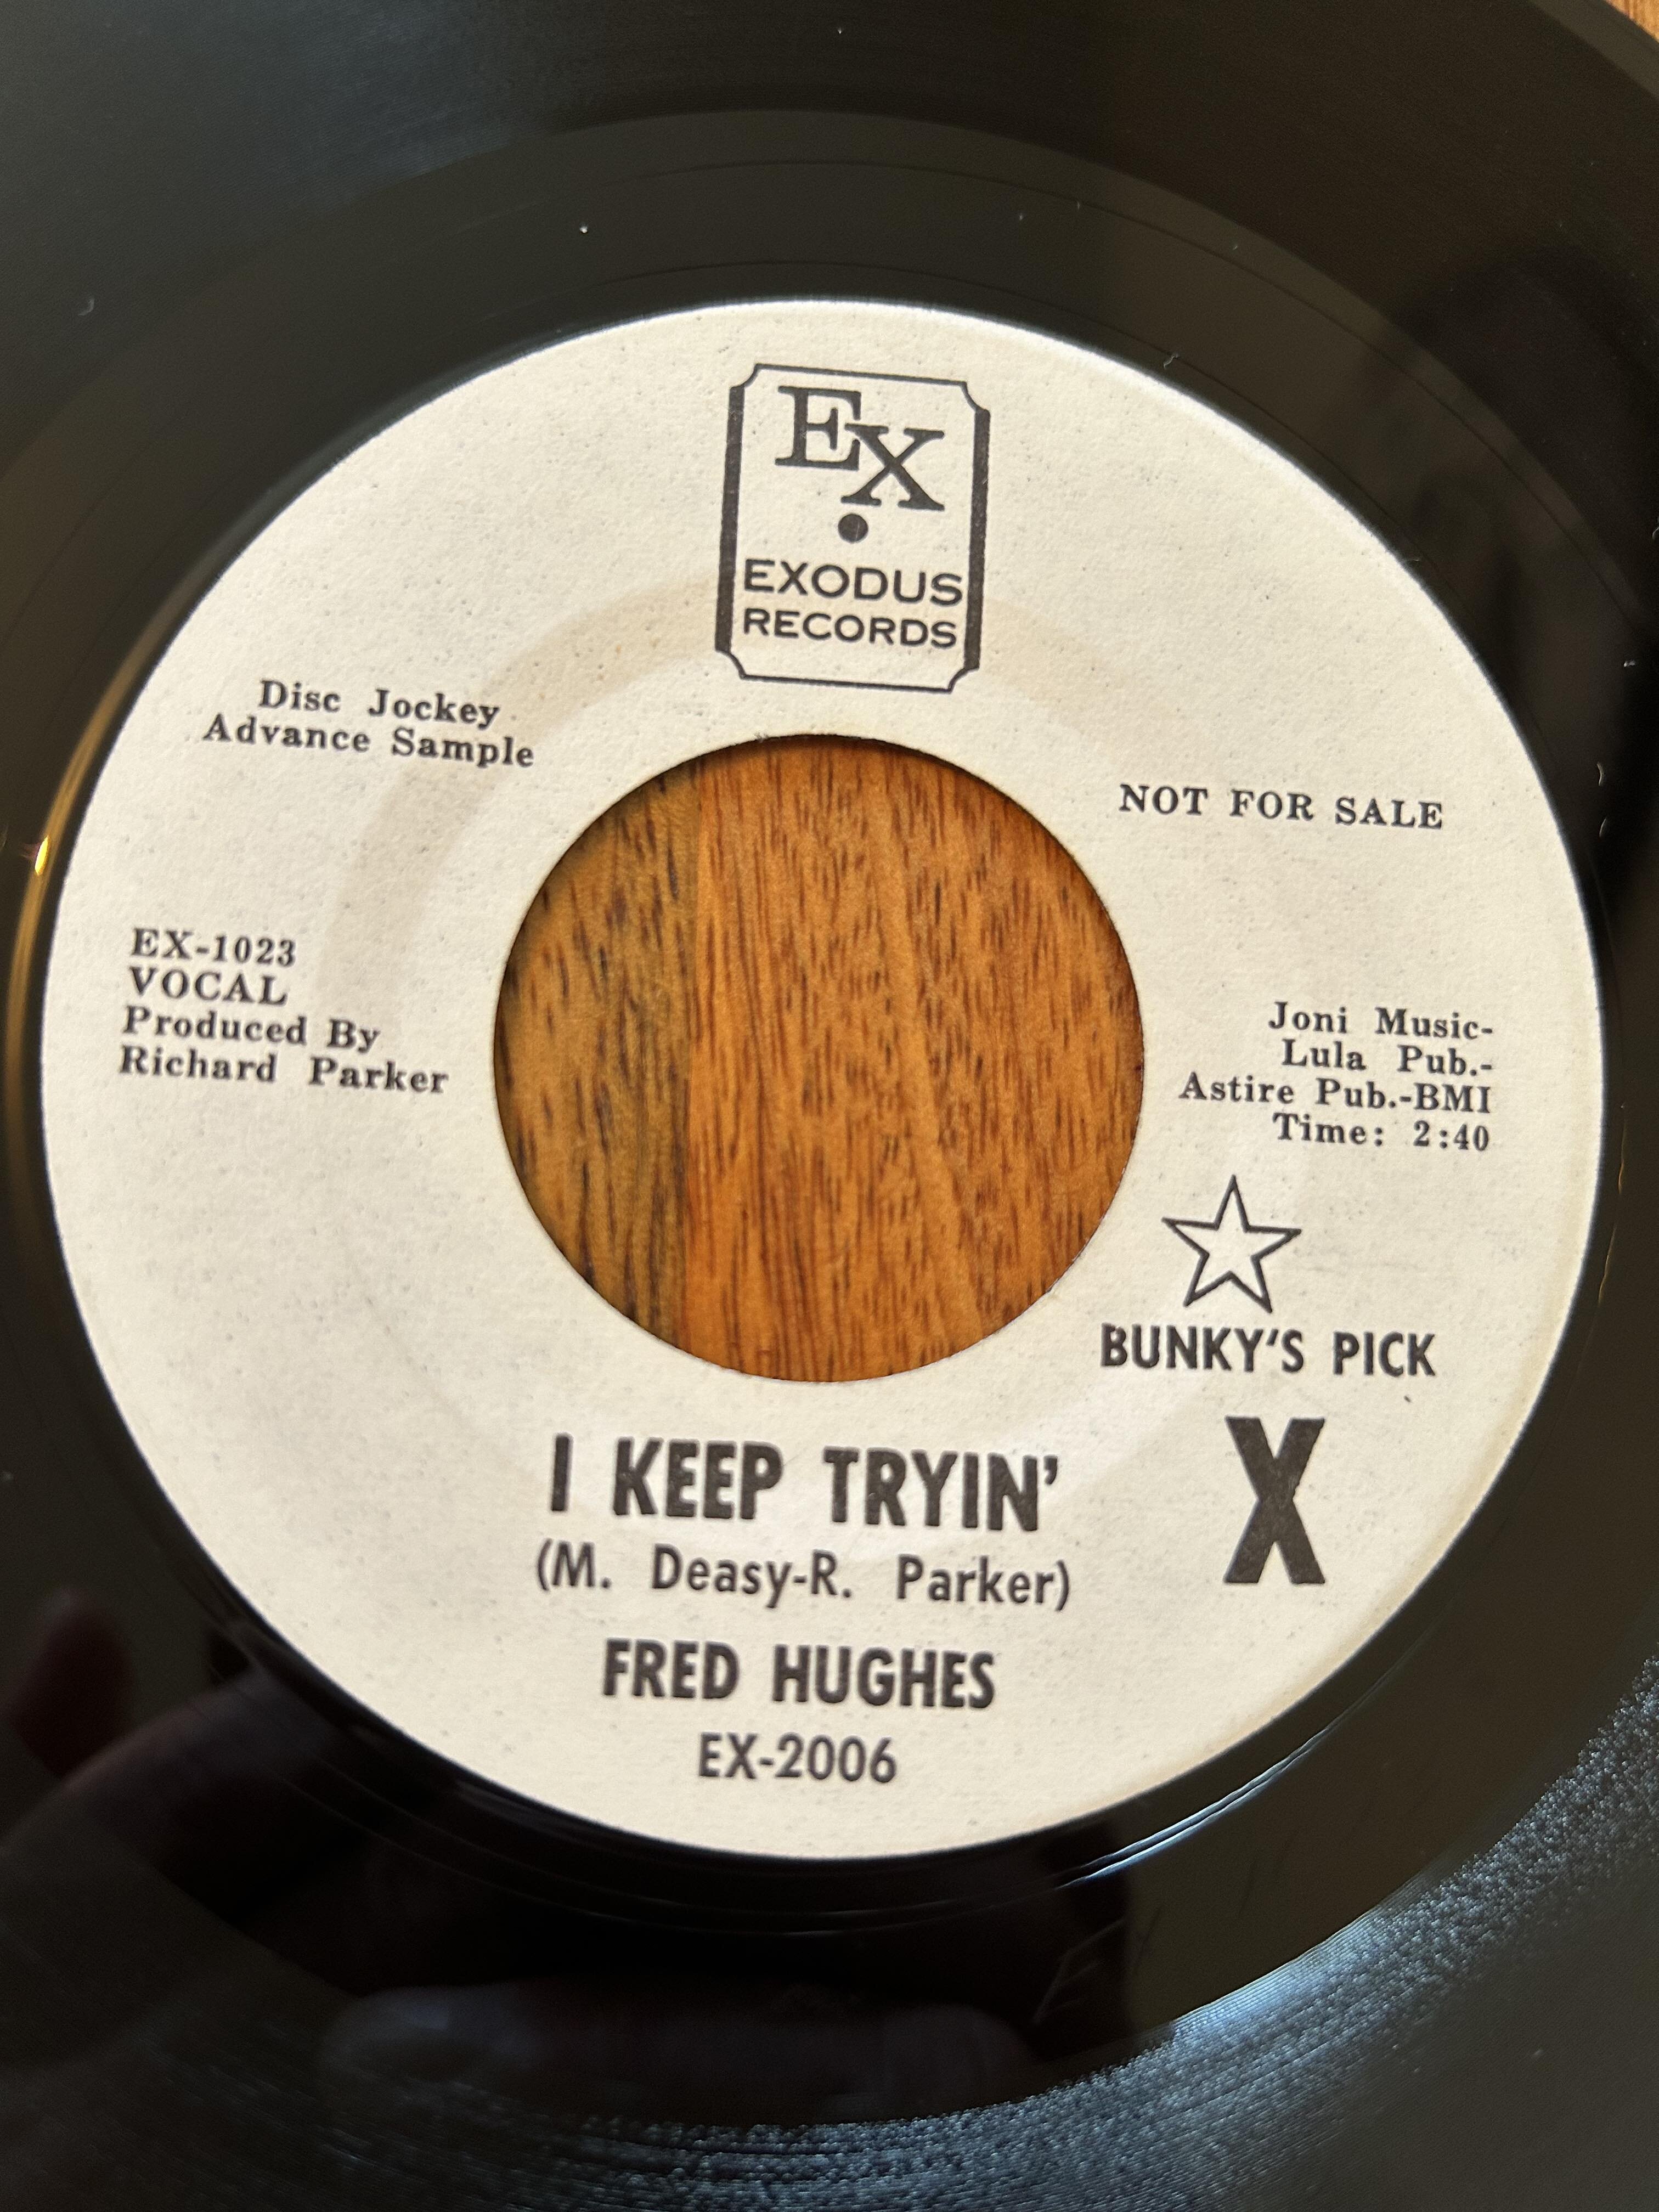 EX
EXODUS
RECORDS
Disc Jockey
Advance Sample
NOT FOR SALE
EX-1023
VOCAL
Produced By
Richard Parker
Joni Music-
Lula Pub.-
Astire Pub.-BMI
Time: 2:40
BUNKY'S PICK
X
I KEEP TRYIN'
(M. Deasy-R. Parker)
FRED HUGHES
EX-2006